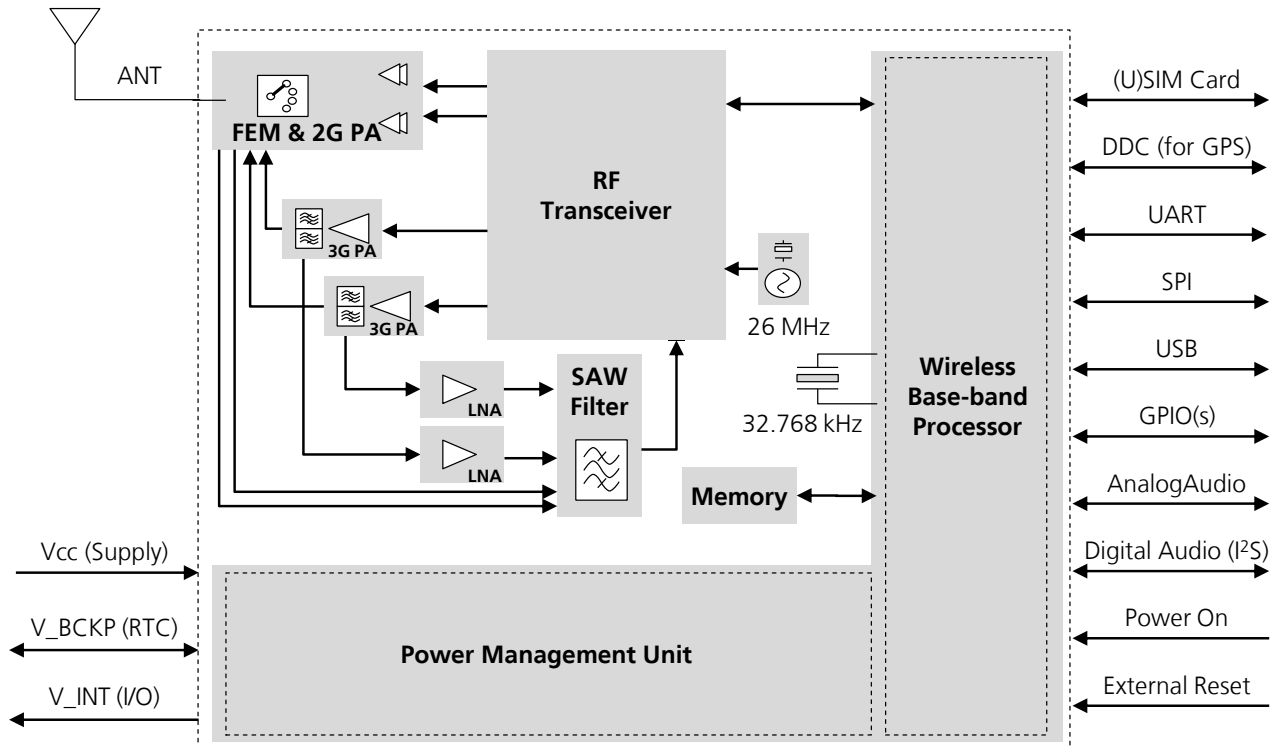 ANT
FEM & 2G PA
RF
Transceiver
3G PA
3G PA
26 MHz
LNA
LNA
SAW
Filter
32.768 kHz
Memory
Wireless
Base-band
Processor
Power Management Unit
Vcc (Supply)
V_BCKP (RTC)
V_INT (I/O)
(U)SIM Card
DDC (for GPS)
UART
SPI
USB
GPIO(s)
AnalogAudio
Digital Audio (I²S)
Power On
External Reset